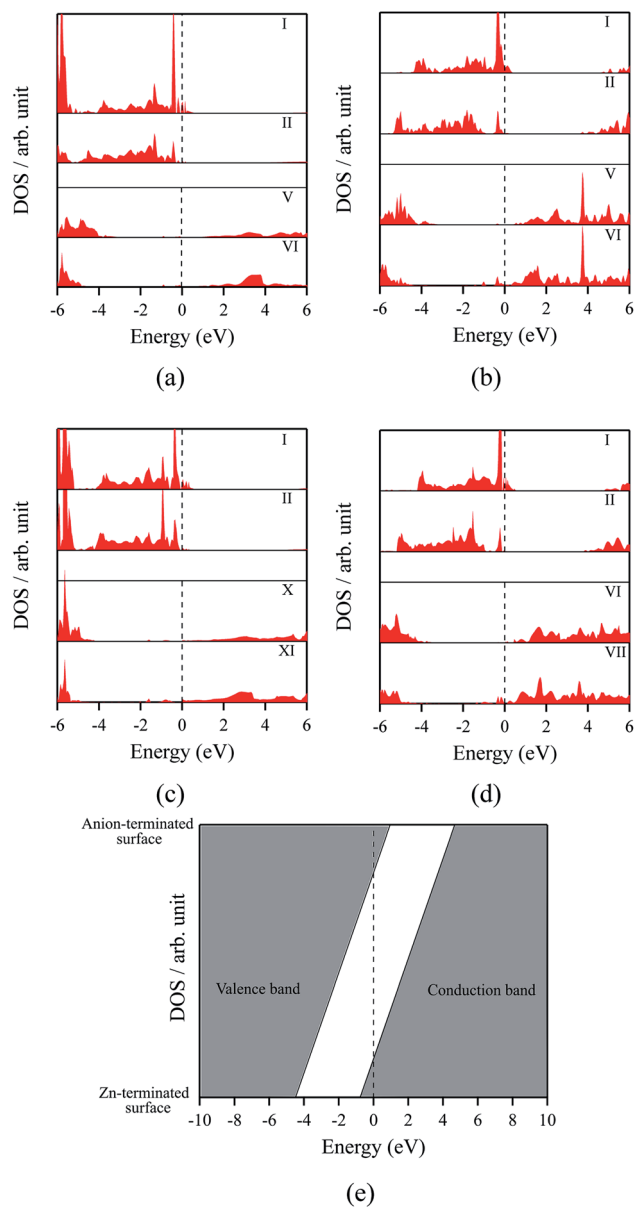 DOS / arb. unit
I
II
V
VI
-6 -4 -2 0 2 4 6
Energy (eV)
(a)
DOS / arb. unit
I
II
V
VI
-6 -4 -2 0 2 4 6
Energy (eV)
(b)
DOS / arb. unit
I
II
X
XI
-6 -4 -2 0 2 4 6
Energy (eV)
(c)
DOS / arb. unit
I
II
VI
VII
-6 -4 -2 0 2 4 6
Energy (eV)
(d)
Anion-terminated
surface
DOS / arb. unit
Valence band
Conduction band
Zn-terminated
surface
-10 -8 -6 -4 -2 0 2 4 6 8 10
Energy (eV)
(e)